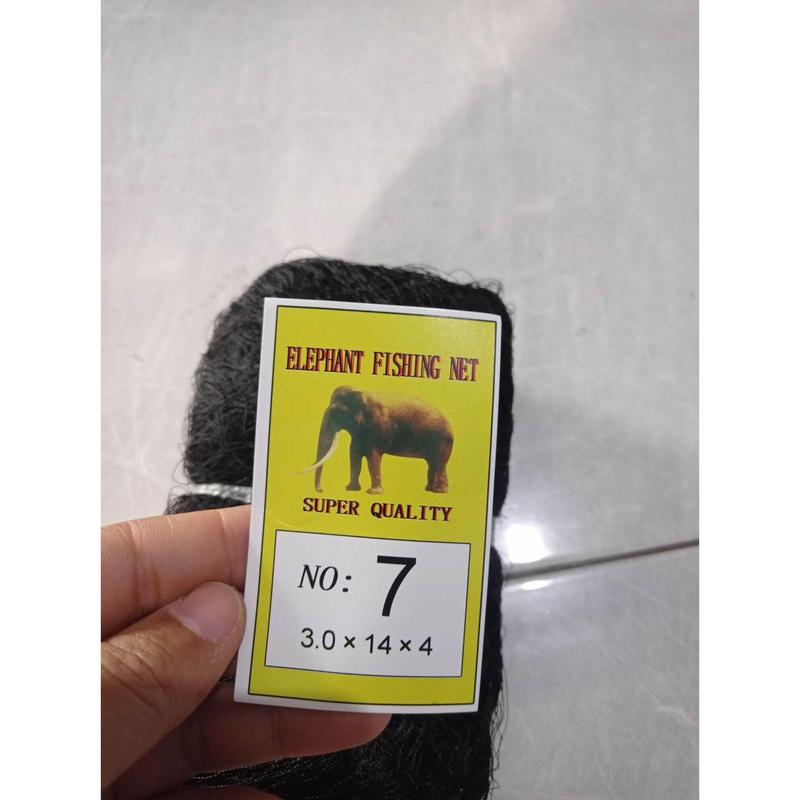 ELEPHANT FISHING NET
SUPER QUALITY
NO: 7
3.0 × 14 × 4